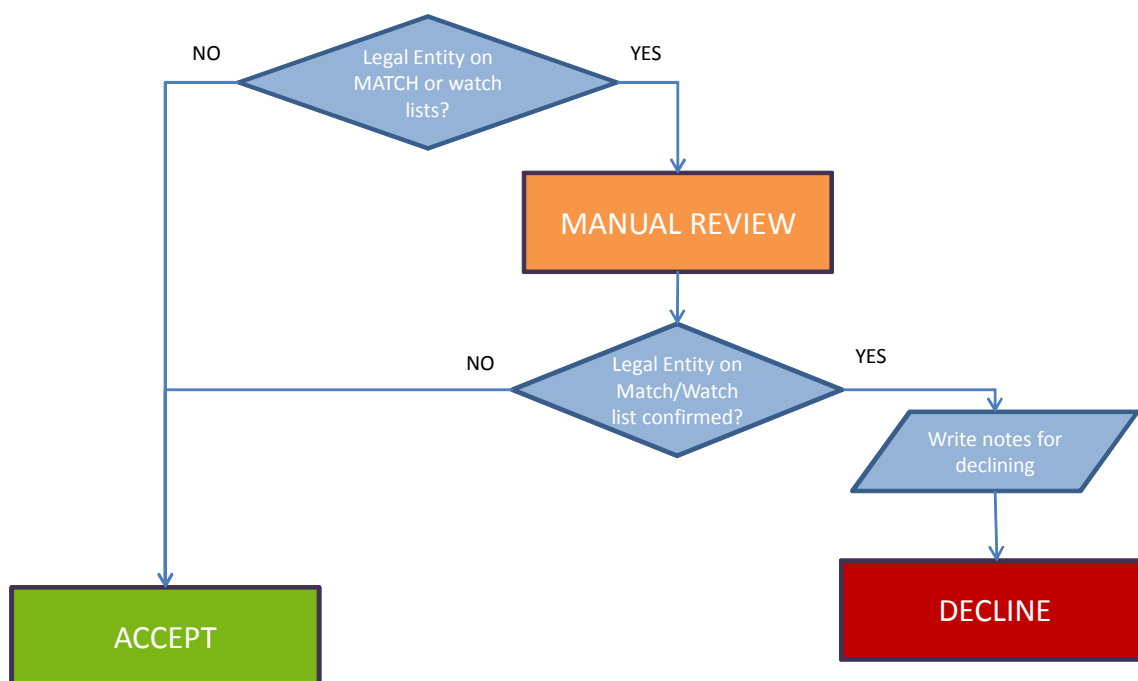 NO
YES
Legal Entity on
MATCH or watch
lists?
MANUAL REVIEW
NO
YES
Legal Entity on
Match/Watch
list confirmed?
Write notes for
declining
DECLINE
ACCEPT